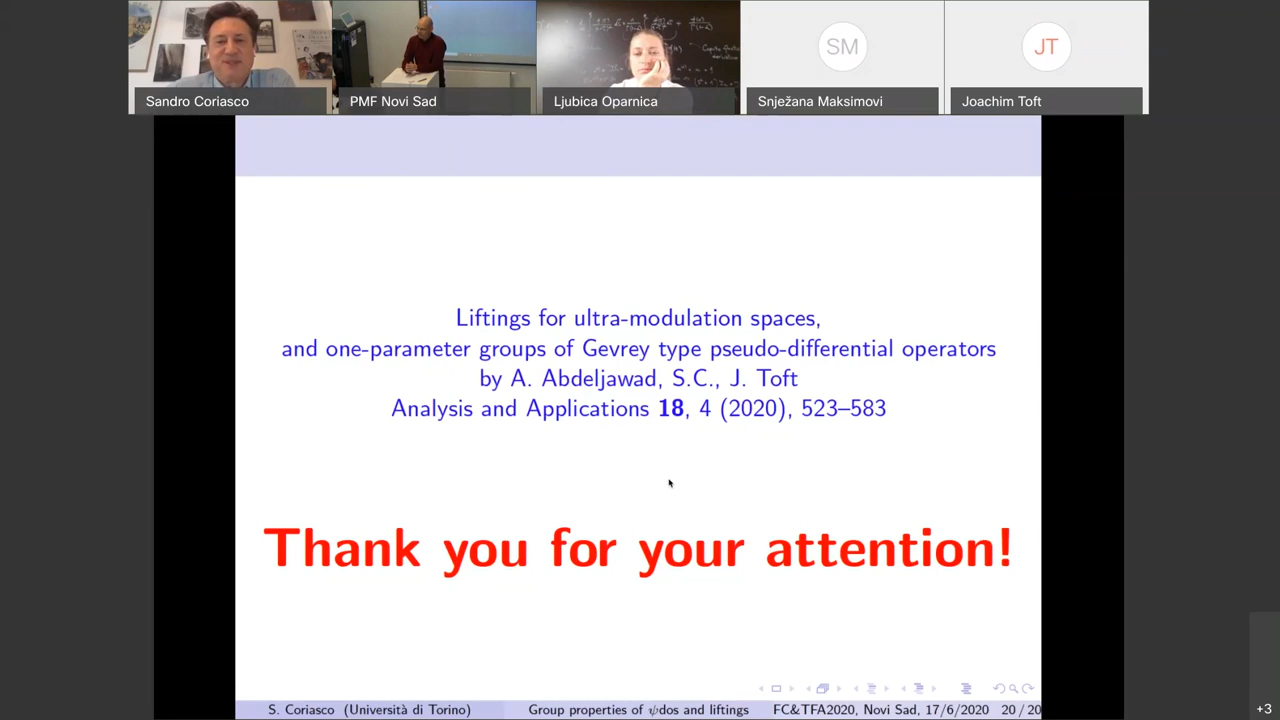 Sandro Coriasco
PMF Novi Sad
Ljubica Oparnica
SM
Snježana Maksimovi
JT
Joachim Toft
Liftings for ultra-modulation spaces,
and one-parameter groups of Gevrey type pseudo-differential operators
by A. Abdeljawad, S.C., J. Toft
Analysis and Applications 18, 4 (2020), 523–583
Thank you for your attention!
S. Coriasco (Università di Torino)
Group properties of ψdos and liftings
FC&TFA2020, Novi Sad, 17/6/2020
20 / 20
+3